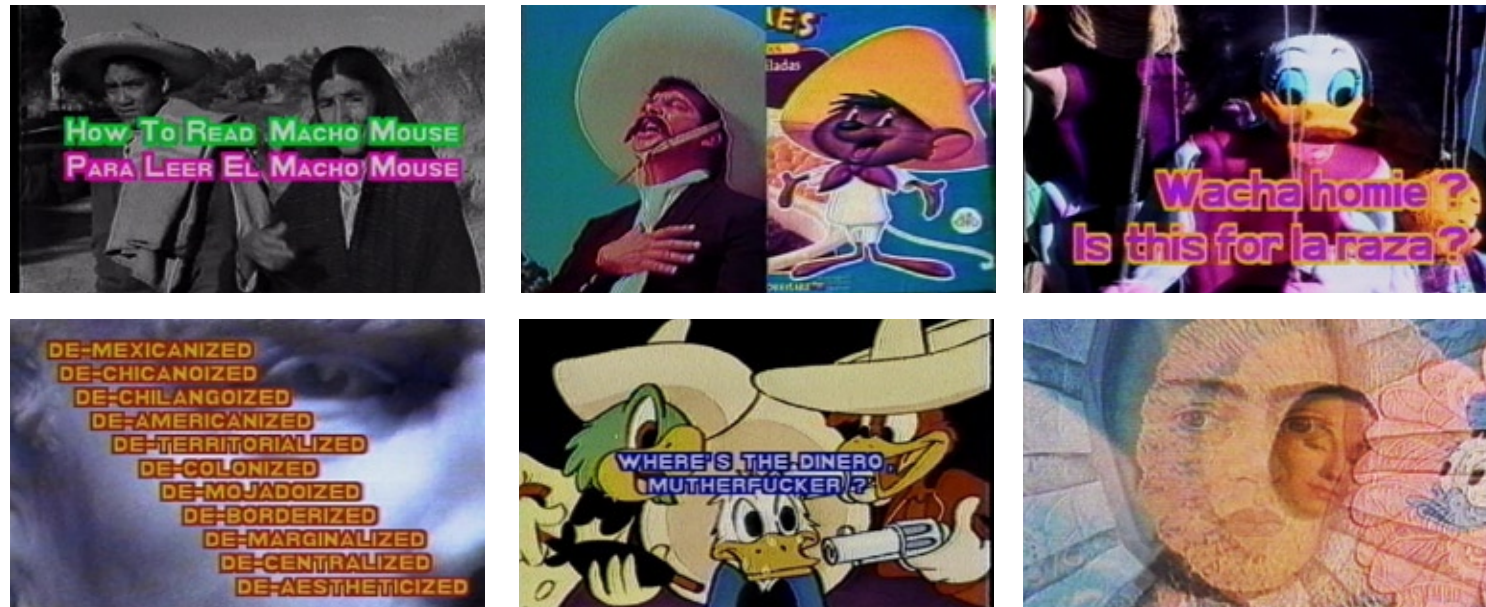 How To Read Macho Mouse
Para Leer El Macho Mouse
LES
ladas
Wacha homie ?
Is this for la raza ?
DE-MEXICANIZED
DE-CHICANOIZED
DE-CHILANGOIZED
DE-AMERICANIZED
DE-TERRITORIALIZED
DE-COLONIZED
DE-MOJADOIZED
DE-BORDERIZED
DE-MARGINALIZED
DE-CENTRALIZED
DE-AESTHETICIZED
WHERE'S THE DINERO,
MUTHERFUCKER ?